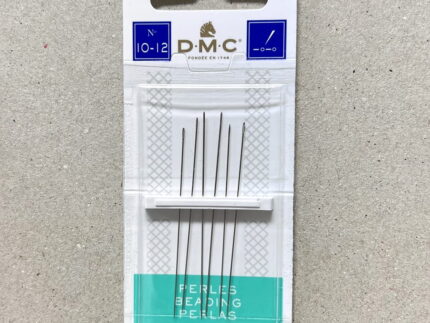 N°
10-12
D·M·C®
FONDÉE EN 1746
PERLES
BEADING
PERLAS